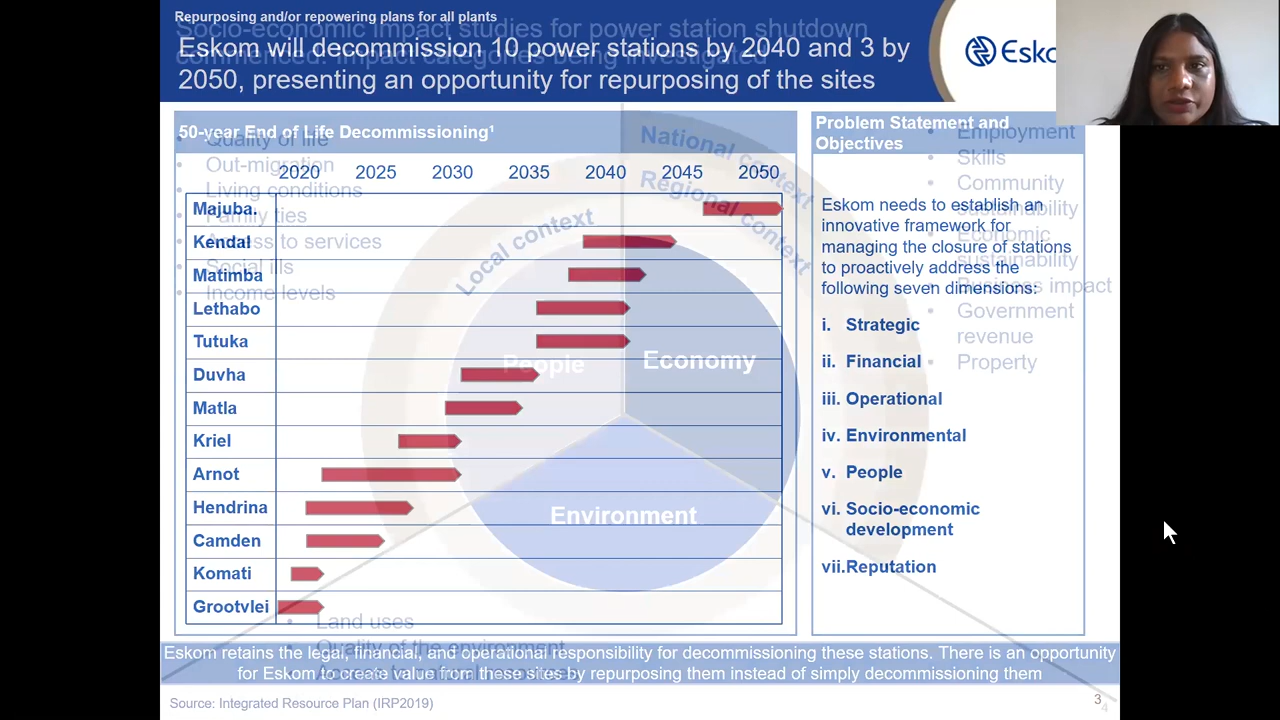 Repurposing and/or repowering plans for all plants
Socio-economic impact studies for power station shutdown
commenced: impact categories being investigated
Eskom will decommission 10 power stations by 2040 and 3 by
2050, presenting an opportunity for repurposing of the sites
Esko
50-year End of Life Decommissioning¹
2020 2025 2030 2035 2040 2045 2050
Majuba.
Kendal
Matimba
Lethabo
Tutuka
Duvha
Matla
Kriel
Arnot
Hendrina
Camden
Komati
Grootvlei
• Quality of life
• Out-migration
• Living conditions
• Family ties
• Access to services
• Social ills
• Income levels
National context
Regional context
Local context
People
Economy
Environment
• Land uses
• Quality of the environment
Problem Statement and
Objectives
Eskom needs to establish an
innovative framework for
managing the closure of stations
to proactively address the
following seven dimensions:
i. Strategic
ii. Financial
iii. Operational
iv. Environmental
v. People
vi. Socio-economic
development
vii.Reputation
• Employment
• Skills
• Community
sustainability
• Economic
sustainability
• Business impact
• Government
revenue
• Property
Eskom retains the legal, financial, and operational responsibility for decommissioning these stations. There is an opportunity
for Eskom to create value from these sites by repurposing them instead of simply decommissioning them
Source: Integrated Resource Plan (IRP2019)
3
4